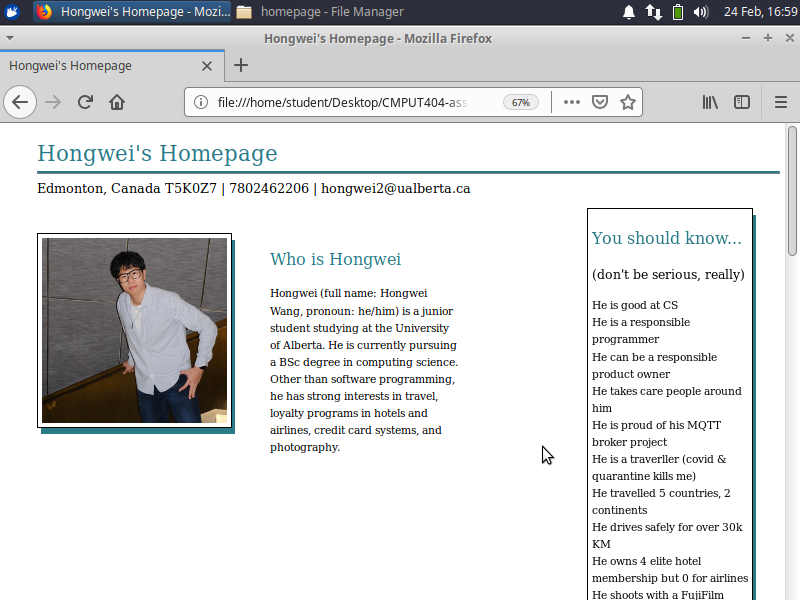 Hongwei's Homepage - Mozi...
homepage - File Manager
24 Feb, 16:59
Hongwei's Homepage - Mozilla Firefox
Hongwei's Homepage
file:///home/student/Desktop/CMPUT404-ass
67%
Hongwei's Homepage
Edmonton, Canada T5K0Z7 | 7802462206 | hongwei2@ualberta.ca
Who is Hongwei
Hongwei (full name: Hongwei
Wang, pronoun: he/him) is a junior
student studying at the University
of Alberta. He is currently pursuing
a BSc degree in computing science.
Other than software programming,
he has strong interests in travel,
loyalty programs in hotels and
airlines, credit card systems, and
photography.
You should know...
(don't be serious, really)
He is good at CS
He is a responsible
programmer
He can be a responsible
product owner
He takes care people around
him
He is proud of his MQTT
broker project
He is a traverller (covid &
quarantine kills me)
He travelled 5 countries, 2
continents
He drives safely for over 30k
KM
He owns 4 elite hotel
membership but 0 for airlines
He shoots with a FujiFilm